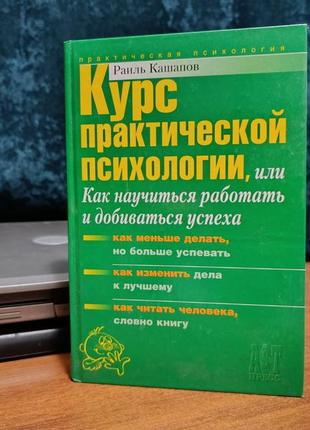 практическая психология
Раиль Кашапов
Курс
практической
психологии, или
Как научиться работать
и добиваться успеха
как меньше делать,
но больше успевать
как изменить дела
к лучшему
как читать человека,
словно книгу
АСТ
ПРЕСС